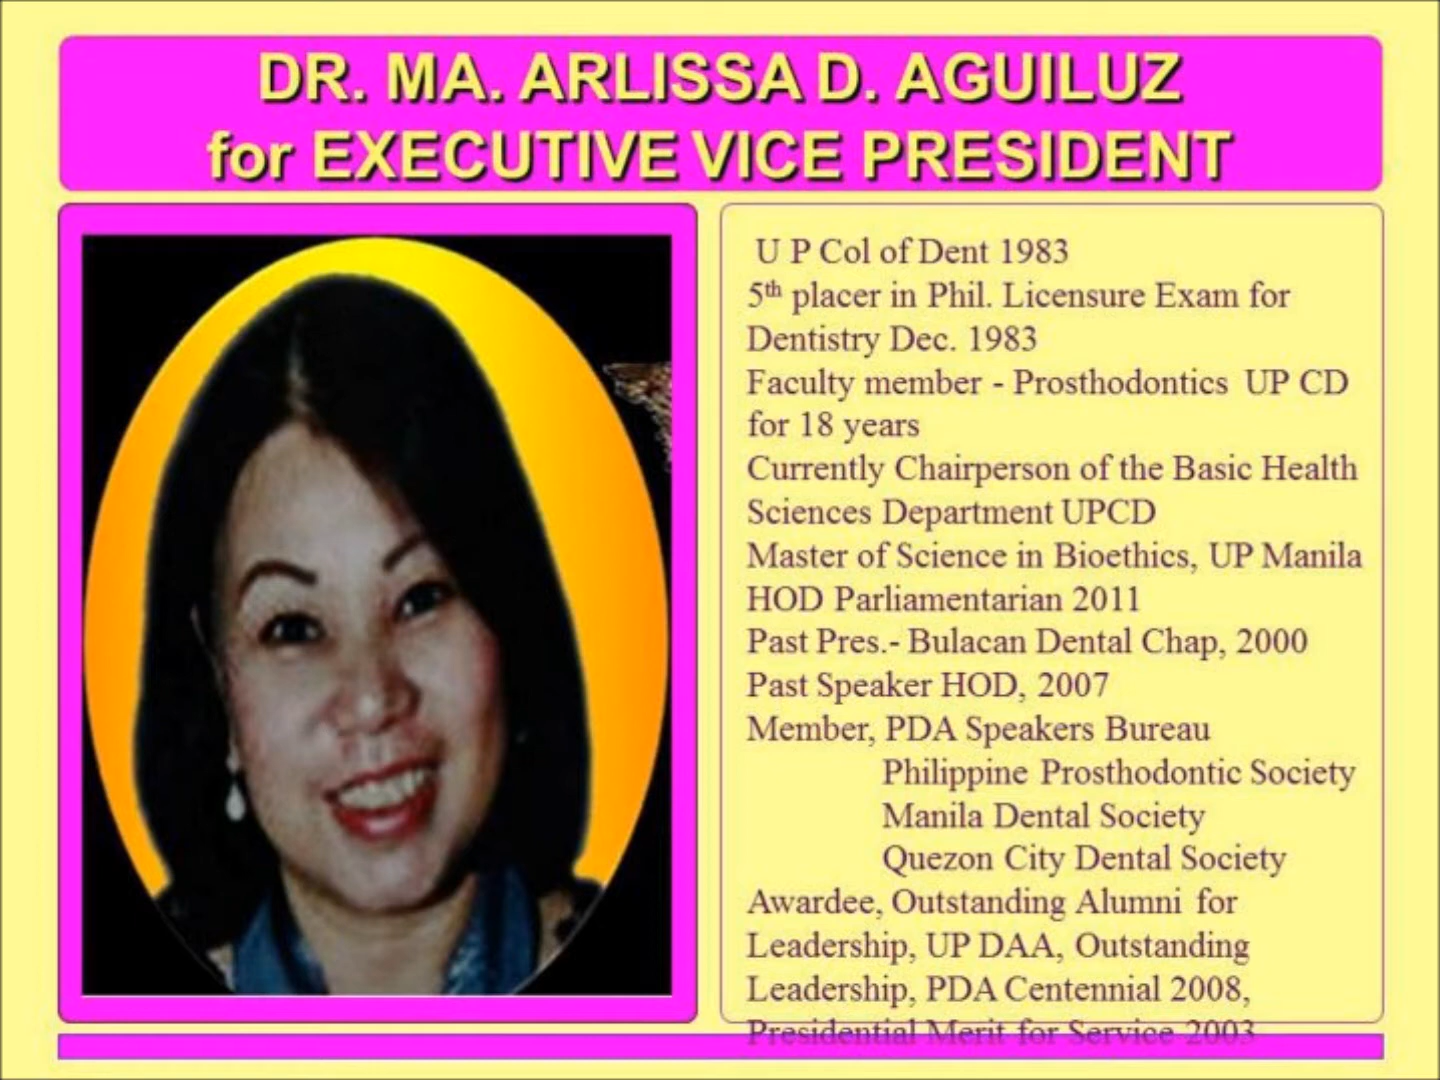 DR. MA. ARLISSA D. AGUILUZ
for EXECUTIVE VICE PRESIDENT
U P Col of Dent 1983
5th placer in Phil. Licensure Exam for
Dentistry Dec. 1983
Faculty member - Prosthodontics UP CD
for 18 years
Currently Chairperson of the Basic Health
Sciences Department UPCD
Master of Science in Bioethics, UP Manila
HOD Parliamentarian 2011
Past Pres.- Bulacan Dental Chap, 2000
Past Speaker HOD, 2007
Member, PDA Speakers Bureau
Philippine Prosthodontic Society
Manila Dental Society
Quezon City Dental Society
Awardee, Outstanding Alumni for
Leadership, UP DAA, Outstanding
Leadership, PDA Centennial 2008,
Presidential Merit for Service 2003